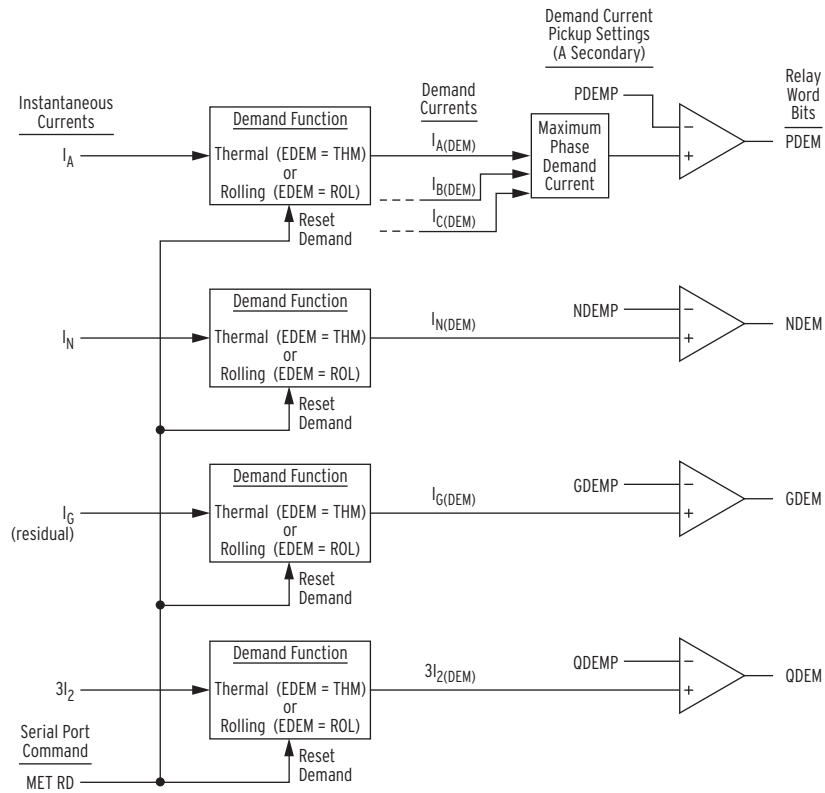 Demand Current
Pickup Settings
(A Secondary)
Relay
Word
Bits
Instantaneous
Currents
Demand
Currents
PDEMP
PDEM
I_A
Demand Function
Thermal (EDEM = THM)
or
Rolling (EDEM = ROL)
I_A(DEM)
I_B(DEM)
I_C(DEM)
Maximum
Phase
Demand
Current
−
+
Reset
Demand
I_N
Demand Function
Thermal (EDEM = THM)
or
Rolling (EDEM = ROL)
I_N(DEM)
NDEMP
−
+
NDEM
Reset
Demand
I_G
(residual)
Demand Function
Thermal (EDEM = THM)
or
Rolling (EDEM = ROL)
I_G(DEM)
GDEMP
−
+
GDEM
Reset
Demand
3I_2
Demand Function
Thermal (EDEM = THM)
or
Rolling (EDEM = ROL)
3I_2(DEM)
QDEMP
−
+
QDEM
Reset
Demand
Serial Port
Command
MET RD